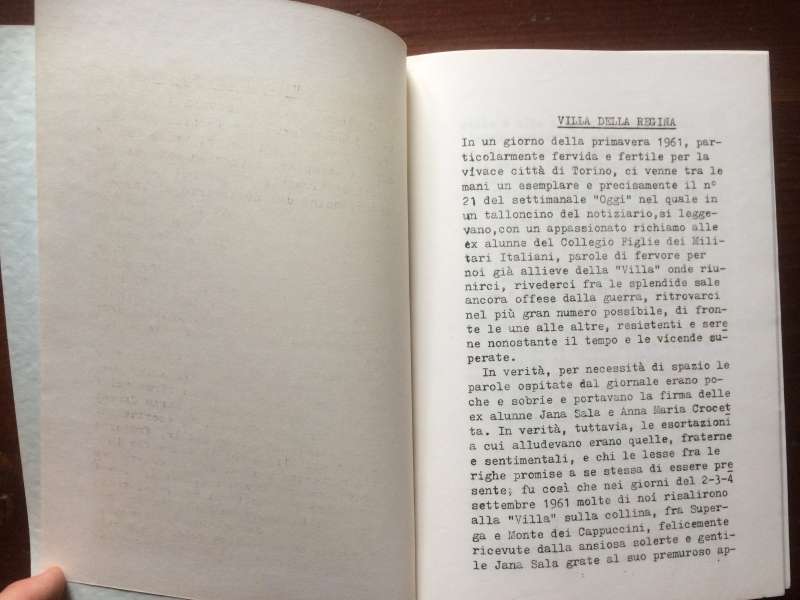 VILLA DELLA REGINA
In un giorno della primavera 1961, par-
ticolarmente fervida e fertile per la
vivace città di Torino, ci venne tra le
mani un esemplare e precisamente il n°
21 del settimanale "Oggi" nel quale in
un talloncino del notiziario,si legge-
vano,con un appassionato richiamo alle
ex alunne del Collegio Figlie dei Mili-
tari Italiani, parole di fervore per
noi già allieve della "Villa" onde riu-
nirci, rivederci fra le splendide sale
ancora offese dalla guerra, ritrovarci
nel più gran numero possibile, di fron-
te le une alle altre, resistenti e sere
ne nonostante il tempo e le vicende su-
perate.
In verità, per necessità di spazio le
parole ospitate dal giornale erano po-
che e sobrie e portavano la firma delle
ex alunne Jana Sala e Anna Maria Crocet
ta. In verità, tuttavia, le esortazioni
a cui alludevano erano quelle, fraterne
e sentimentali, e chi le lesse fra le
righe promise a se stessa di essere pre
sente; fu così che nei giorni del 2-3-4
settembre 1961 molte di noi risalirono
alla "Villa" sulla collina, fra Super-
ga e Monte dei Cappuccini, felicemente
ricevute dalla ansiosa solerte e genti-
le Jana Sala grate al suo premuroso ap-